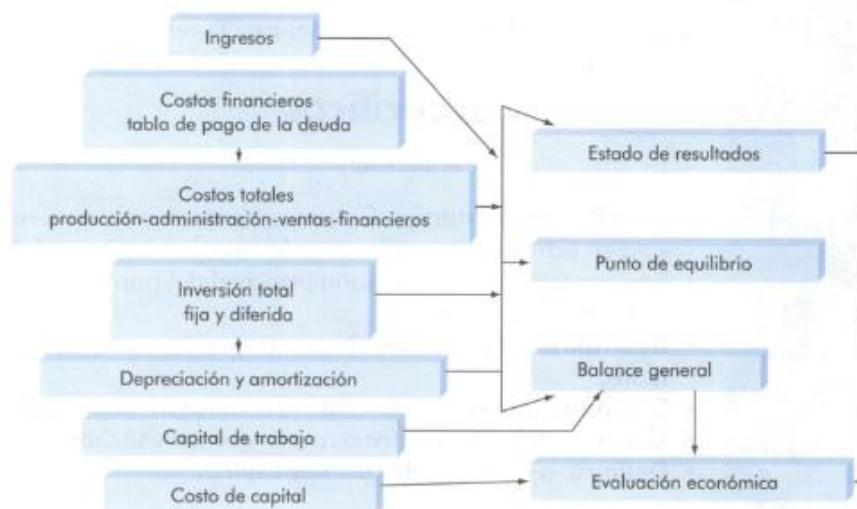 Ingresos
Costos financieros
tabla de pago de la deuda
Costos totales
producción-administración-ventas-financieros
Inversión total
fija y diferida
Depreciación y amortización
Capital de trabajo
Costo de capital
Estado de resultados
Punto de equilibrio
Balance general
Evaluación económica